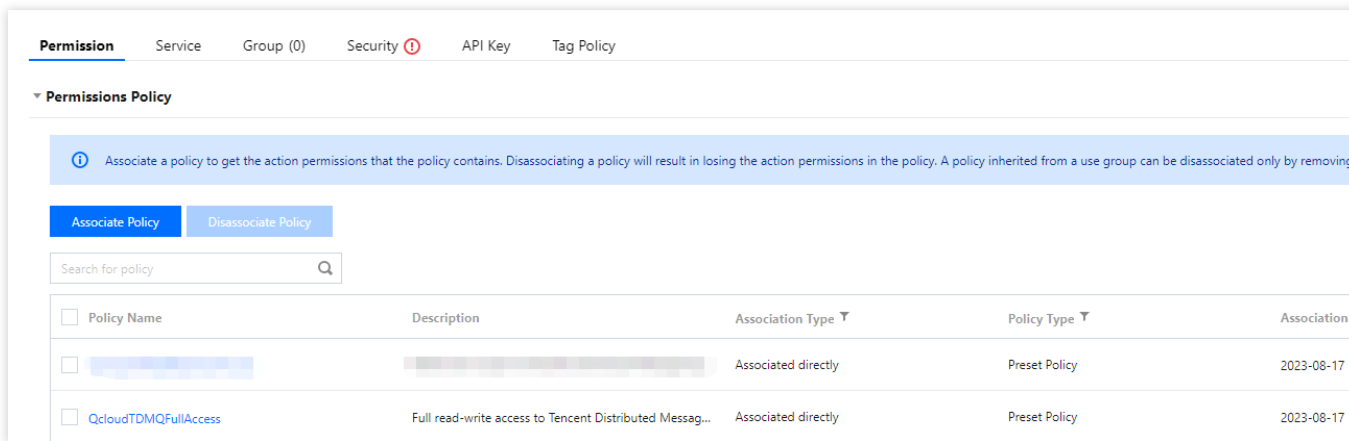 Permission Service Group (0) Security API Key Tag Policy
Permissions Policy
Associate a policy to get the action permissions that the policy contains. Disassociating a policy will result in losing the action permissions in the policy. A policy inherited from a use group can be disassociated only by removing
Associate Policy Disassociate Policy
Search for policy
Policy Name Description Association Type Policy Type Association
Associated directly Preset Policy 2023-08-17
QcloudTDMQFullAccess Full read-write access to Tencent Distributed Messag... Associated directly Preset Policy 2023-08-17